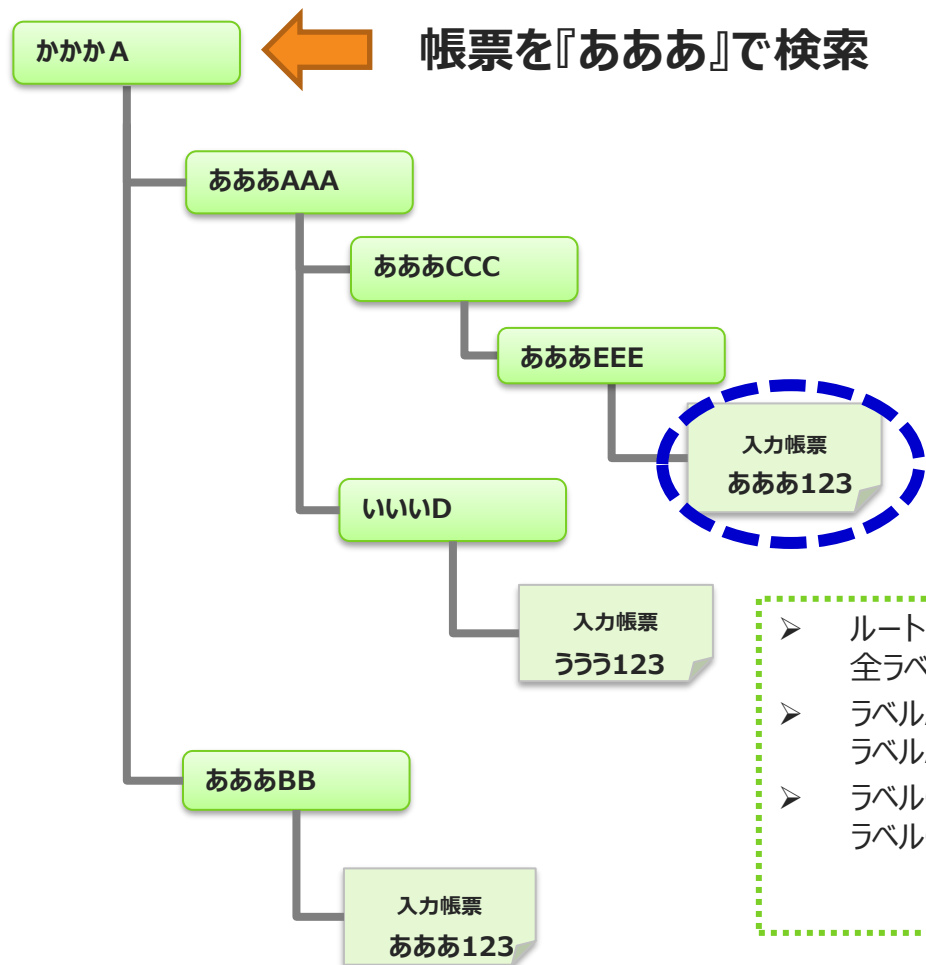 かかかA
帳票を『あああ』で検索
あああAAA
あああCCC
あああEEE
入力帳票
あああ123
いいいD
入力帳票
ううう123
➢ ルート
全ラベ
➢ ラベル
ラベル
➢ ラベル
ラベル
あああBB
入力帳票
あああ123